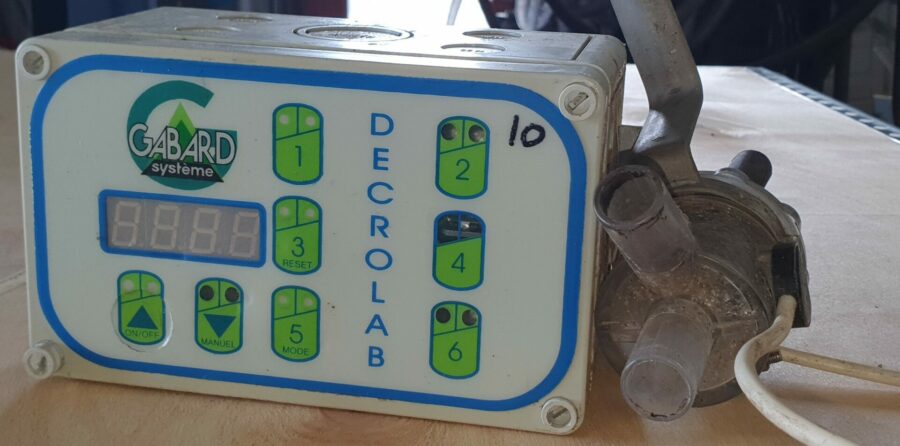 GABARD
système
1
2
10
3
RESET
4
ON/OFF
MANUEL
5
MODE
6
DECROLAB